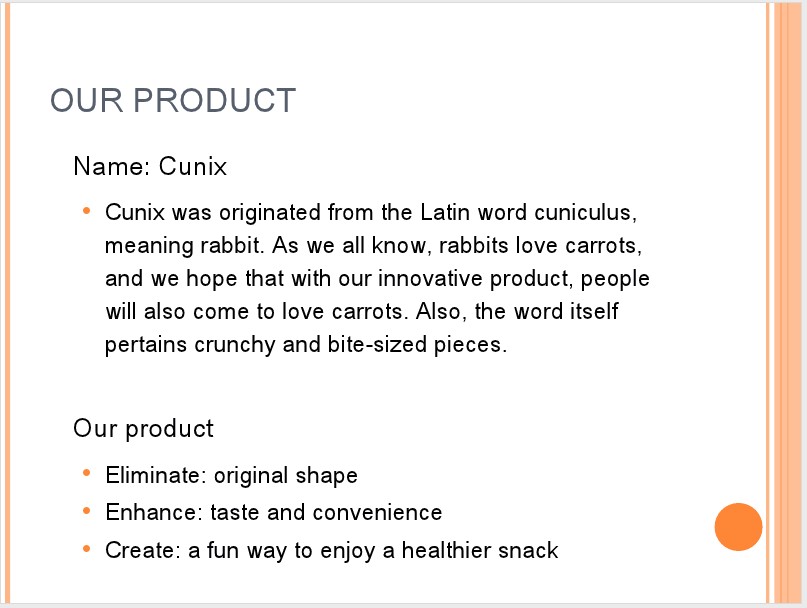 OUR PRODUCT
Name: Cunix
• Cunix was originated from the Latin word cuniculus,
meaning rabbit. As we all know, rabbits love carrots,
and we hope that with our innovative product, people
will also come to love carrots. Also, the word itself
pertains crunchy and bite-sized pieces.
Our product
• Eliminate: original shape
• Enhance: taste and convenience
• Create: a fun way to enjoy a healthier snack